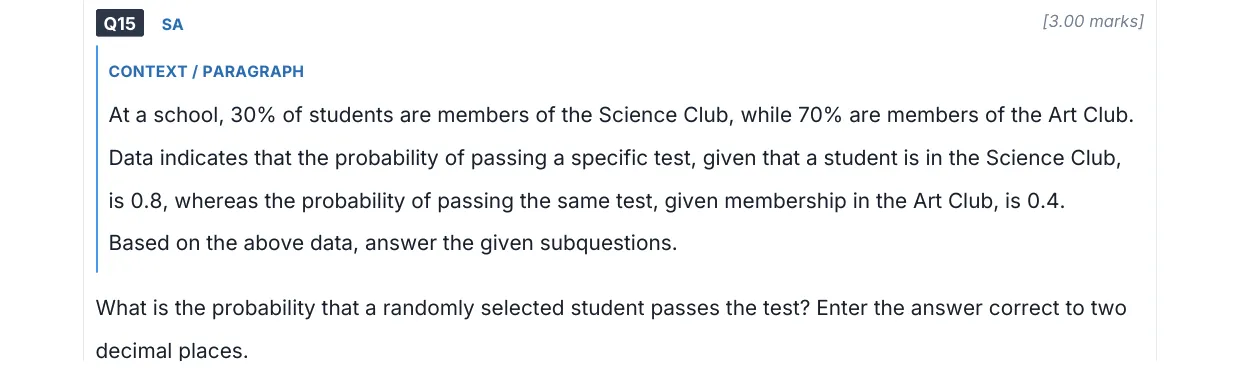 Q15 SA [3.00 marks]
CONTEXT / PARAGRAPH
At a school, 30% of students are members of the Science Club, while 70% are members of the Art Club.
Data indicates that the probability of passing a specific test, given that a student is in the Science Club,
is 0.8, whereas the probability of passing the same test, given membership in the Art Club, is 0.4.
Based on the above data, answer the given subquestions.
What is the probability that a randomly selected student passes the test? Enter the answer correct to two
decimal places.